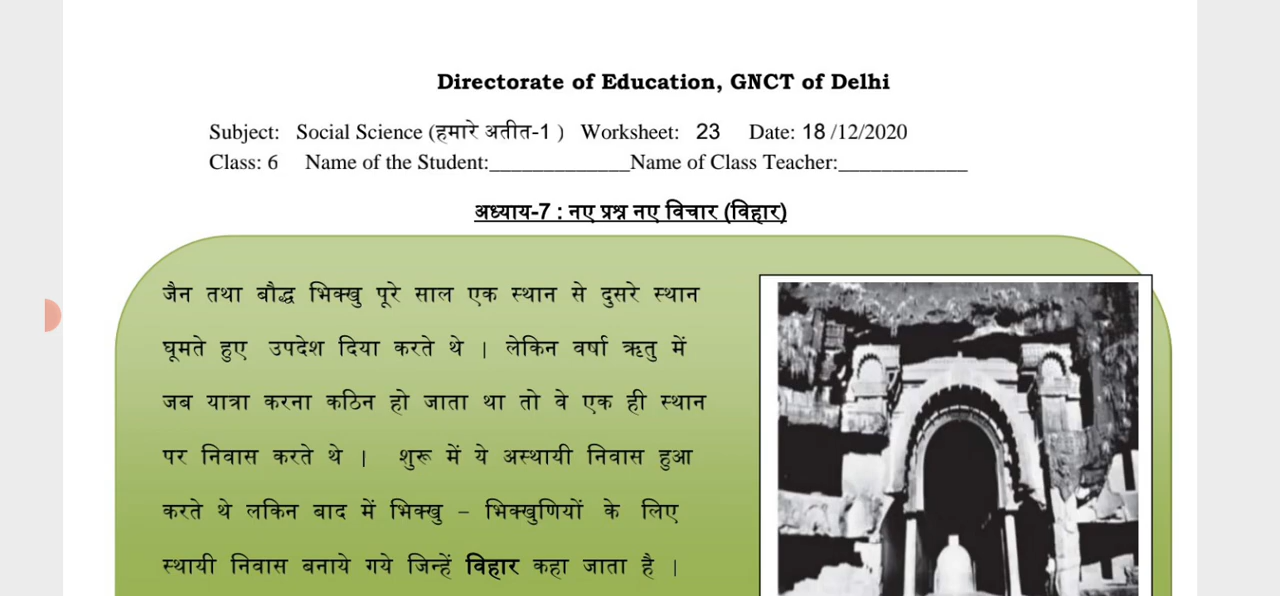 Directorate of Education, GNCT of Delhi
Subject: Social Science (हमारे अतीत-1 ) Worksheet: 23 Date: 18 /12/2020
Class: 6 Name of the Student:_____________Name of Class Teacher:____________
अध्याय-7 : नए प्रश्न नए विचार (विहार)
जैन तथा बौद्ध भिक्खु पूरे साल एक स्थान से दुसरे स्थान
घूमते हुए उपदेश दिया करते थे | लेकिन वर्षा ऋतु में
जब यात्रा करना कठिन हो जाता था तो वे एक ही स्थान
पर निवास करते थे | शुरू में ये अस्थायी निवास हुआ
करते थे लकिन बाद में भिक्खु – भिक्खुणियों के लिए
स्थायी निवास बनाये गये जिन्हें विहार कहा जाता है |